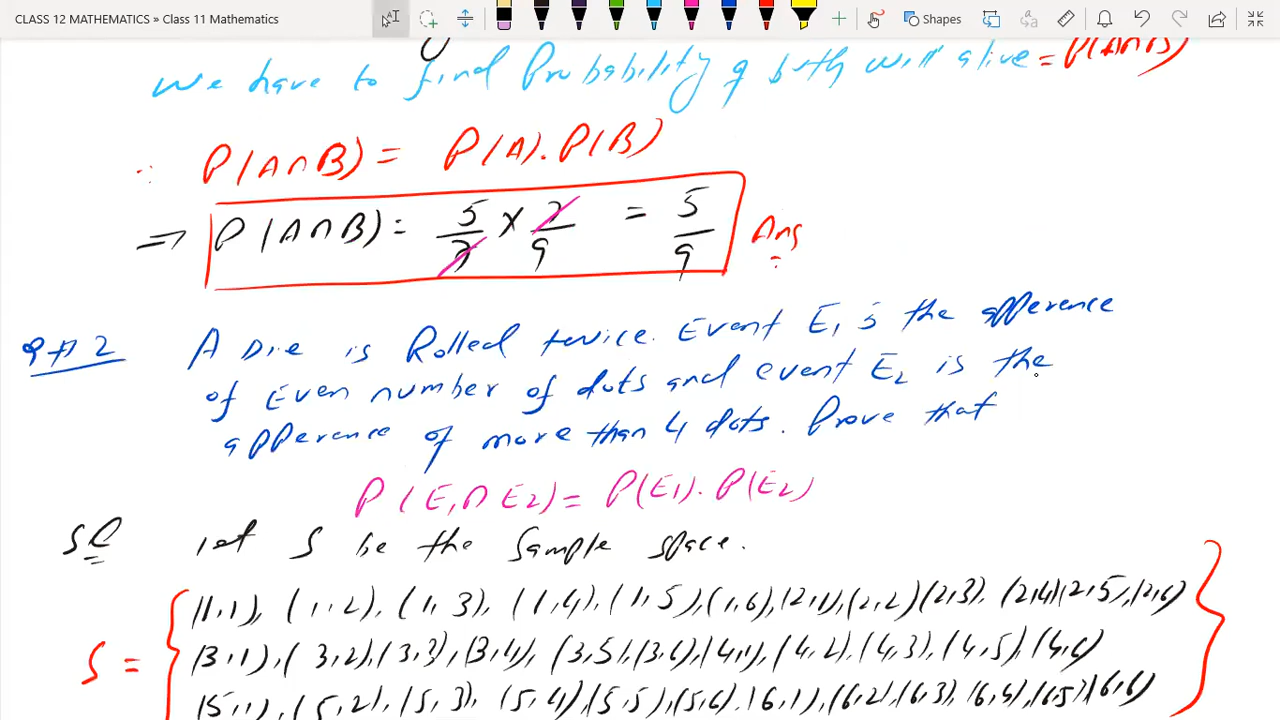 CLASS 12 MATHEMATICS » Class 11 Mathematics
Shapes
We have to find Probability of both will alive = P(A∩B)
∵ P(A∩B) = P(A).P(B)
⇒ P(A∩B) = 5/7 × 7/9 = 5/9 Ans
Q#2 A Die is Rolled twice. Event E1 is the apperence
of Even number of dots and event E2 is the
apperence of more than 4 dots. Prove that
P(E1∩E2) = P(E1).P(E2)
Sol Let S be the Sample space.
(1,1), (1,2), (1,3), (1,4), (1,5), (1,6), (2,1), (2,2) (2,3), (2,4) (2,5), (2,6)
S = { (3,1), (3,2), (3,3), (3,4), (3,5), (3,6), (4,1), (4,2), (4,3), (4,5), (4,6) }
(5,1), (5,2), (5,3), (5,4), (5,5), (5,6), (6,1), (6,2), (6,3), (6,4), (6,5) (6,6)